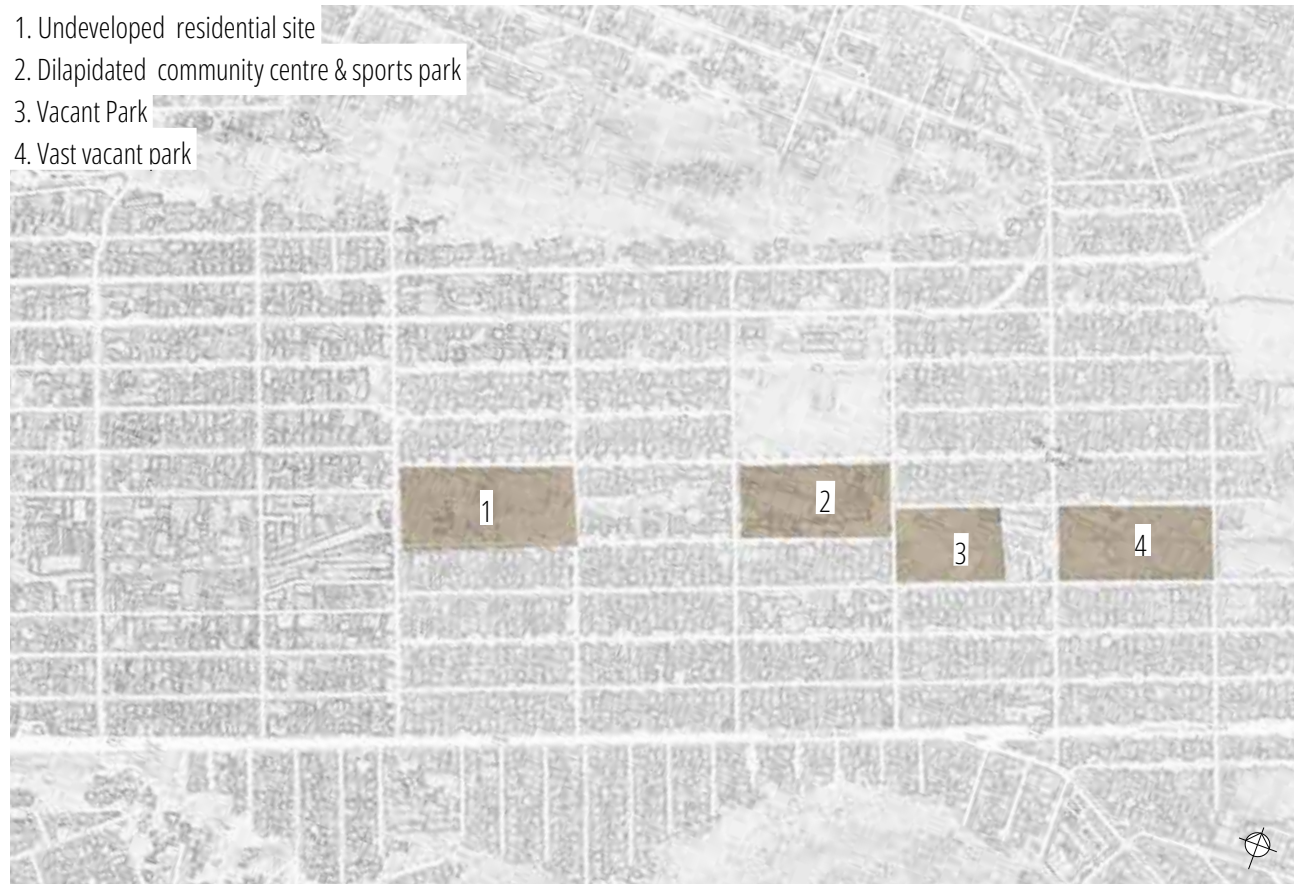 1. Undeveloped residential site
2. Dilapidated community centre & sports park
3. Vacant Park
4. Vast vacant park
1
2
3
4